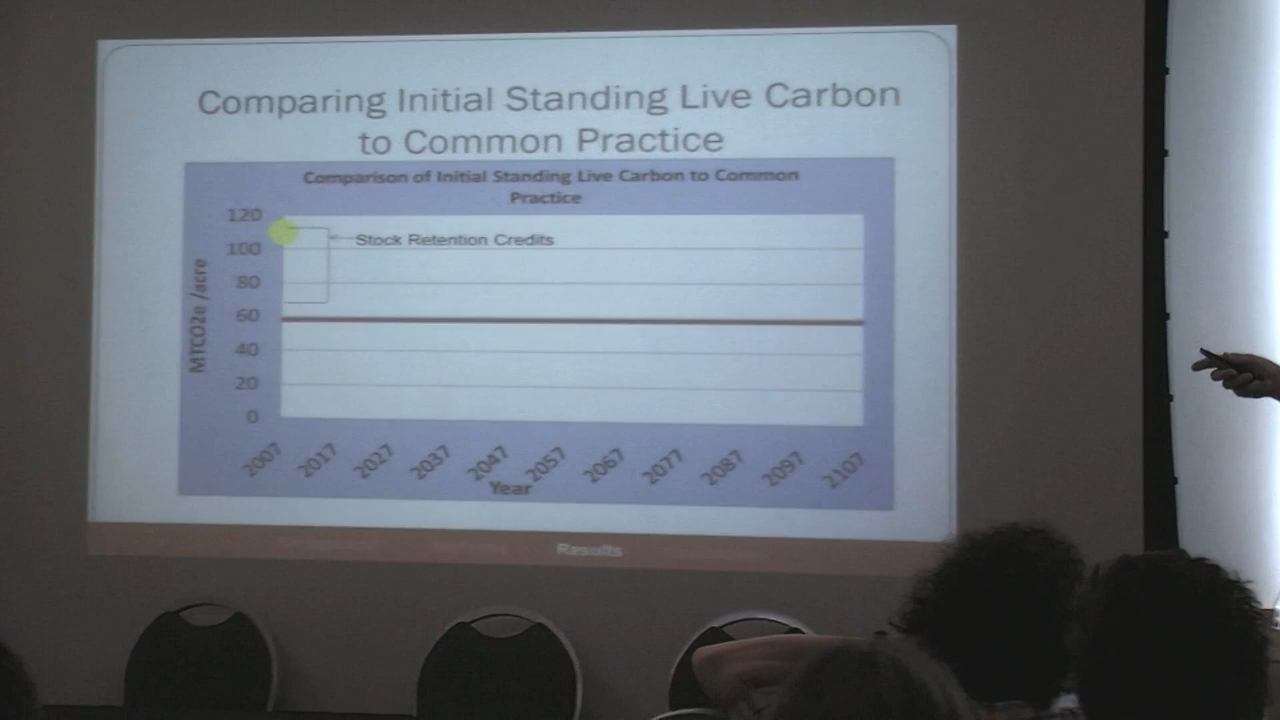 Comparing Initial Standing Live Carbon
to Common Practice
Comparison of Initial Standing Live Carbon to Common
Practice
120
100
80
60
40
20
0
MTCO2e /acre
Stock Retention Credits
2007 2017 2027 2037 2047 2057 2067 2077 2087 2097 2107
Year
Results